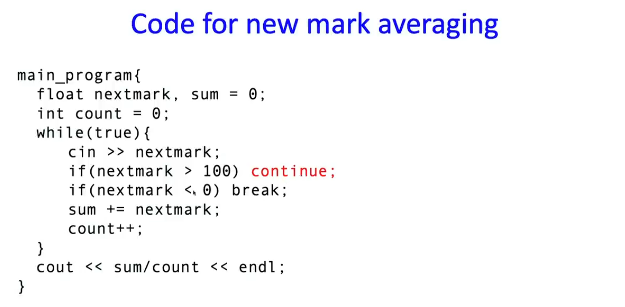 Code for new mark averaging
main_program{
float nextmark, sum = 0;
int count = 0;
while(true){
cin >> nextmark;
if(nextmark > 100) continue;
if(nextmark < 0) break;
sum += nextmark;
count++;
}
cout << sum/count << endl;
}